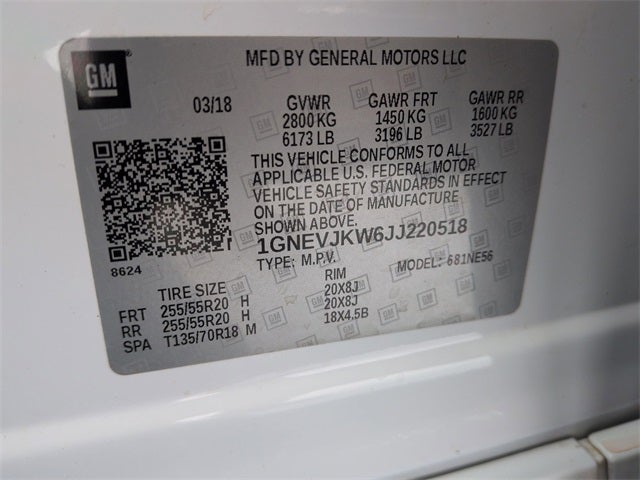 GM
MFD BY GENERAL MOTORS LLC
03/18 GVWR GAWR FRT GAWR RR
2800 KG 1450 KG 1600 KG
6173 LB 3196 LB 3527 LB
THIS VEHICLE CONFORMS TO ALL
APPLICABLE U.S. FEDERAL MOTOR
VEHICLE SAFETY STANDARDS IN EFFECT
ON THE DATE OF MANUFACTURE
SHOWN ABOVE.
1GNEVJKW6JJ220518
8624
TYPE: M.P.V. MODEL: 681NE56
TIRE SIZE RIM
FRT 255/55R20 H 20X8J
RR 255/55R20 H 20X8J
SPA T135/70R18 M 18X4.5B